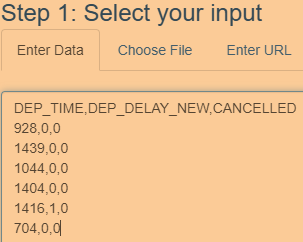 Step 1: Select your input
Enter Data Choose File Enter URL
DEP_TIME,DEP_DELAY_NEW,CANCELLED
928,0,0
1439,0,0
1044,0,0
1404,0,0
1416,1,0
704,0,0